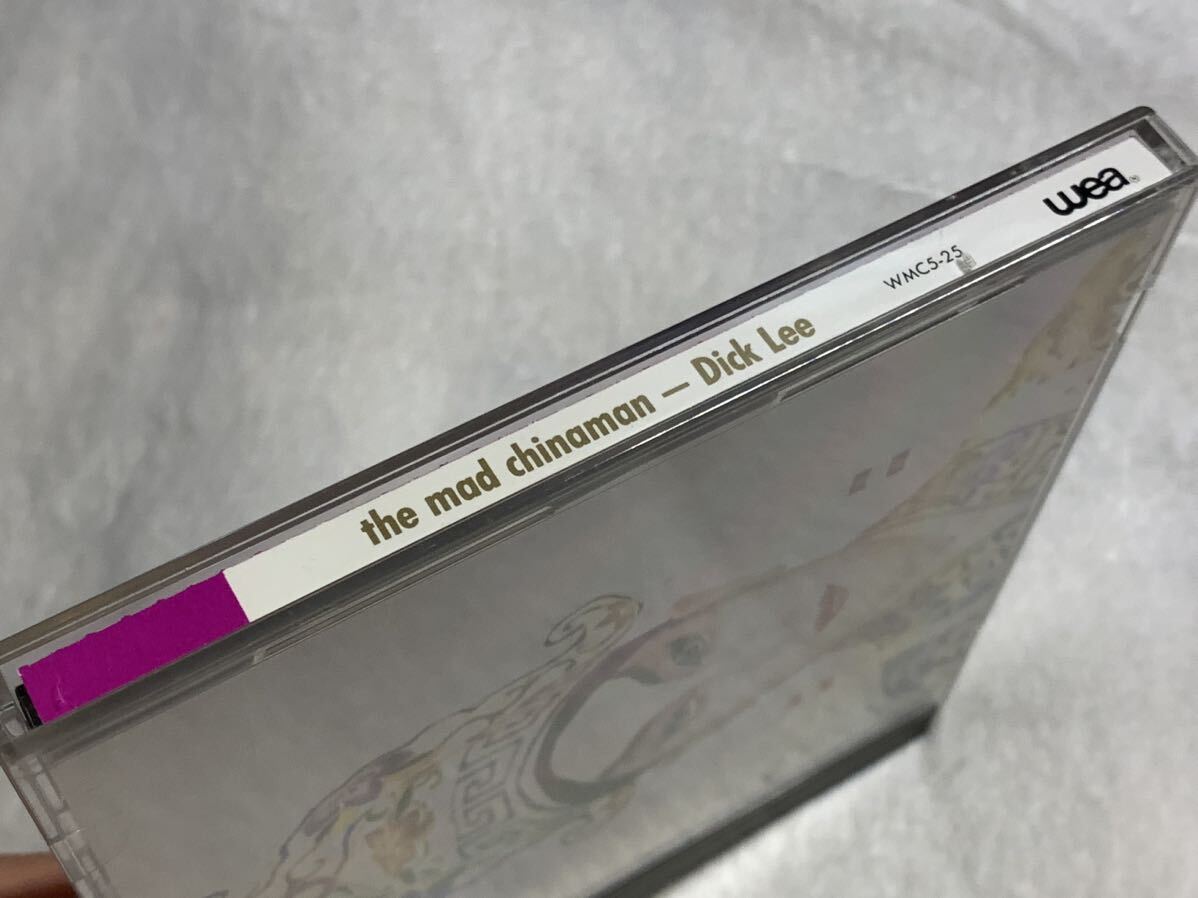 the mad chinaman — Dick Lee
WMC5-25
wea®